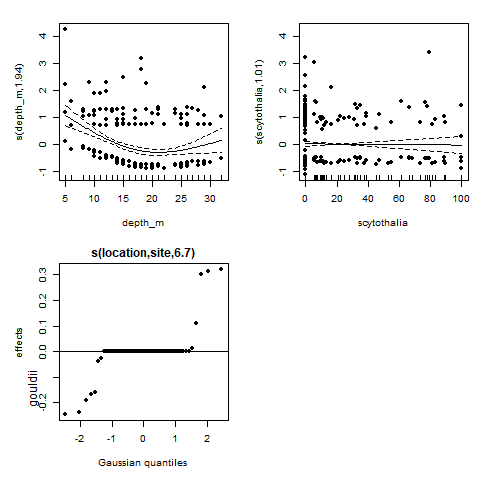 s(depth_m,1.94)
4
3
2
1
0
-1
5 10 15 20 25 30
depth_m
s(scytothalia,1.01)
4
3
2
1
0
-1
0 20 40 60 80 100
scytothalia
s(location,site,6.7)
gouldii effects
0.3
0.2
0.1
0.0
-0.2
-2 -1 0 1 2
Gaussian quantiles